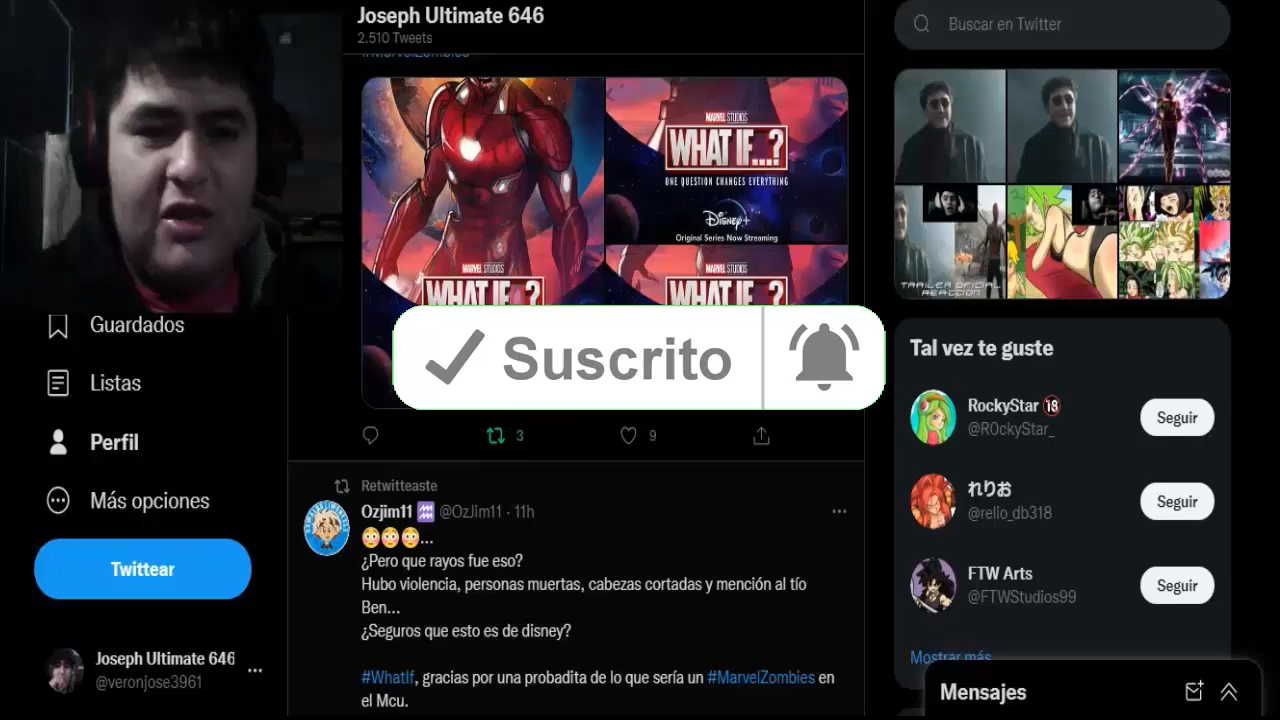 Joseph Ultimate 646
2.510 Tweets
#MarvelZombies
Buscar en Twitter
MARVEL STUDIOS
WHAT IF...?
ONE QUESTION CHANGES EVERYTHING
Disney+
Original Series Now Streaming
MARVEL STUDIOS
WHAT IF...?
MARVEL STUDIOS
WHAT IF...?
TRAILER OFICIAL
REACCION
Suscrito
Guardados
Listas
Perfil
Más opciones
Twittear
Joseph Ultimate 646
@veronjose3961
3
9
Retwitteaste
Ozjim11 ♒ @OzJim11 · 11h
😳😳😳...
¿Pero que rayos fue eso?
Hubo violencia, personas muertas, cabezas cortadas y mención al tío
Ben...
¿Seguros que esto es de disney?
#WhatIf, gracias por una probadita de lo que sería un #MarvelZombies en
el Mcu.
Tal vez te guste
RockyStar 🔞
@R0ckyStar_
Seguir
れりお
@relio_db318
Seguir
FTW Arts
@FTWStudios99
Seguir
Mostrar más
Mensajes